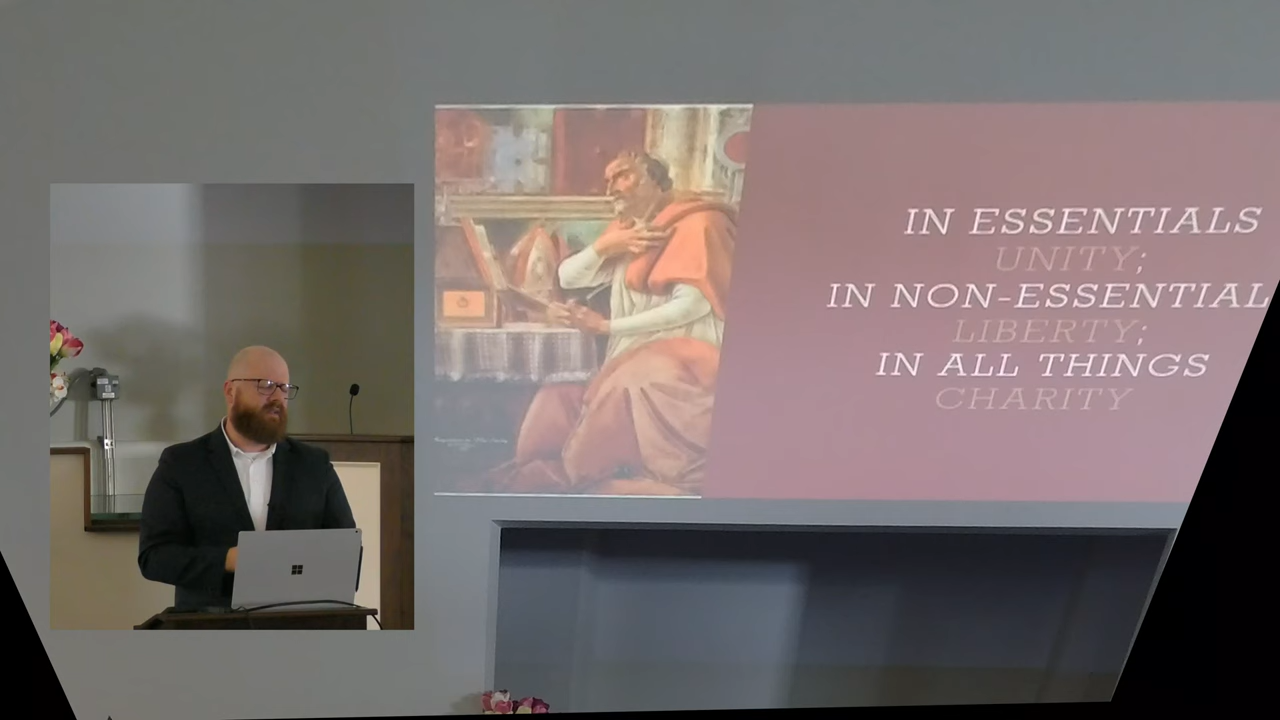 IN ESSENTIALS
UNITY;
IN NON-ESSENTIAL
LIBERTY;
IN ALL THINGS
CHARITY